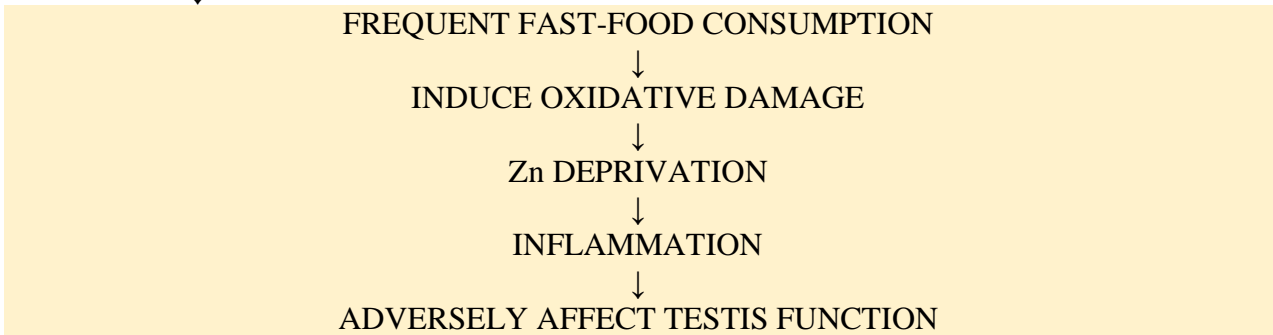 FREQUENT FAST-FOOD CONSUMPTION
↓
INDUCE OXIDATIVE DAMAGE
↓
Zn DEPRIVATION
↓
INFLAMMATION
↓
ADVERSELY AFFECT TESTIS FUNCTION